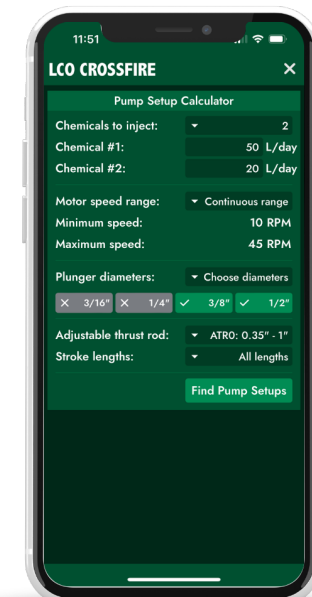 11:51
LCO CROSSFIRE ×
Pump Setup Calculator
Chemicals to inject: 2
Chemical #1: 50 L/day
Chemical #2: 20 L/day
Motor speed range: Continuous range
Minimum speed: 10 RPM
Maximum speed: 45 RPM
Plunger diameters: Choose diameters
× 3/16" × 1/4" ✓ 3/8" ✓ 1/2"
Adjustable thrust rod: ATR0: 0.35" - 1"
Stroke lengths: All lengths
Find Pump Setups